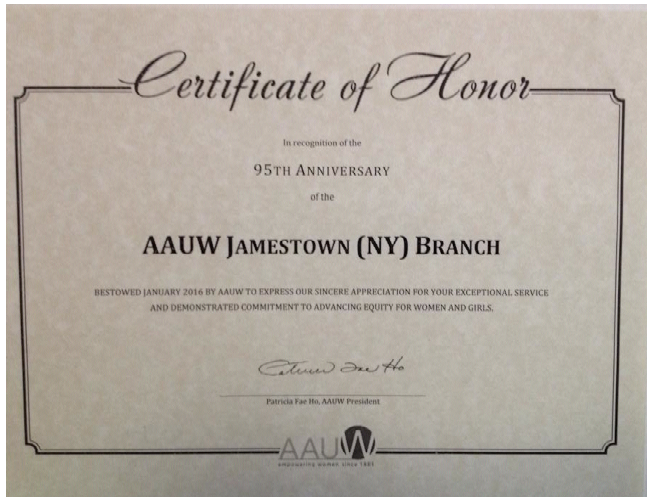 Certificate of Honor
In recognition of the
95TH ANNIVERSARY
of the
AAUW JAMESTOWN (NY) BRANCH
BESTOWED JANUARY 2016 BY AAUW TO EXPRESS OUR SINCERE APPRECIATION FOR YOUR EXCEPTIONAL SERVICE
AND DEMONSTRATED COMMITMENT TO ADVANCING EQUITY FOR WOMEN AND GIRLS.
Patricia Fae Ho
Patricia Fae Ho, AAUW President
AAUW
empowering women since 1881